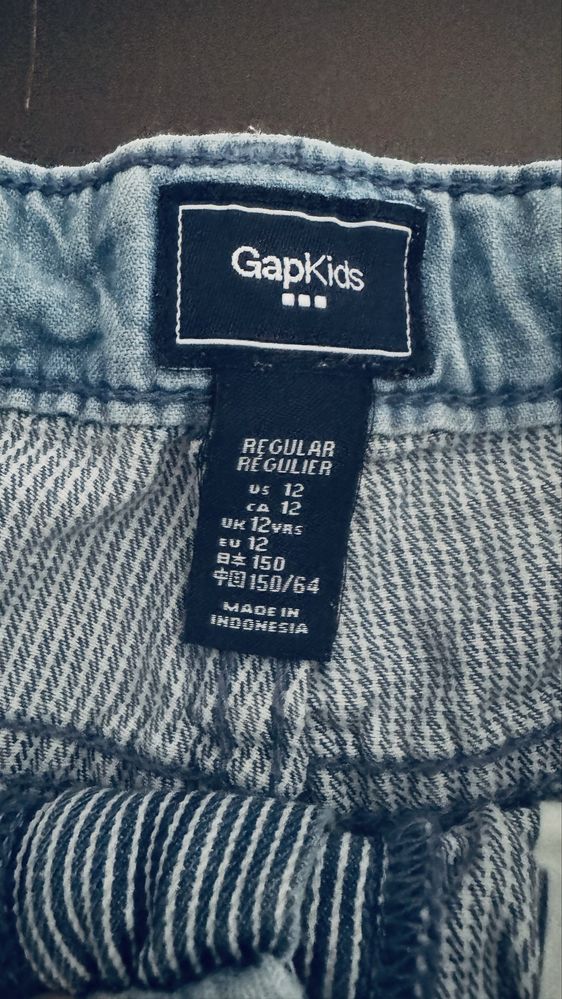 GapKids
REGULAR
RÉGULIER
US 12
CA 12
UK 12YRS
EU 12
日本 150
中国 150/64
MADE IN
INDONESIA